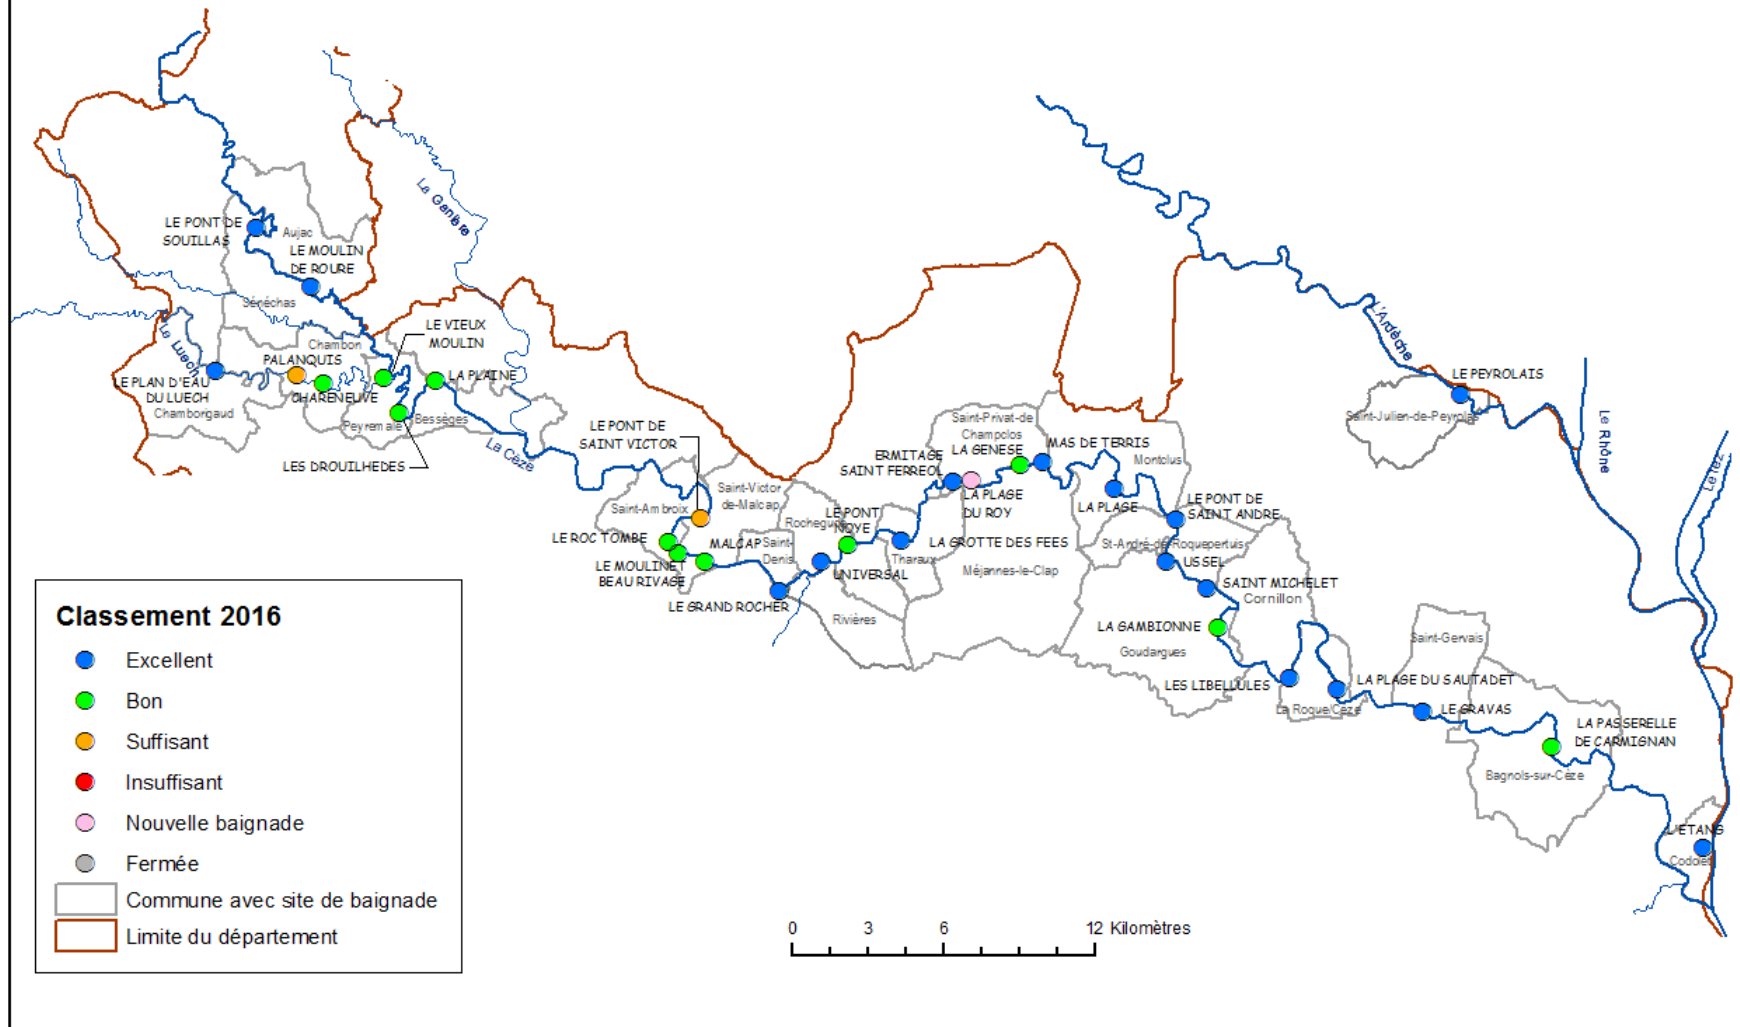 La Ganière
LE PONT DE
SOUILLAS
Aujac
LE MOULIN
DE ROURE
Sénéchas
Le Luech
LE VIEUX
MOULIN
Chambon
PALANQUIS
LE PLAN D'EAU
DU LUECH
Chamborigaud
CHARENEUVE
LA PLAINE
Peyremale
Bessèges
LES DROUILHEDES
La Cèze
LE PONT DE
SAINT VICTOR
Saint-Victor
de-Malcap
Saint-Ambroix
LE ROC TOMBE
LE MOULINET
BEAU RIVAGE
MALCAP
Saint-
Denis
LE GRAND ROCHER
Rochegude
LE PONT
NOYE
UNIVERSAL
Rivières
Tharaux
LA GROTTE DES FEES
Méjannes-le-Clap
ERMITAGE
SAINT FERREOL
Saint-Privat-de
Champclos
LA GENESE
LA PLAGE
DU ROY
MAS DE TERRIS
Montclus
LA PLAGE
LE PONT DE
SAINT ANDRE
St-André-de-Roquepertuis
USSEL
SAINT MICHELET
Cornillon
LA GAMBIONNE
Goudargues
LES LIBELLULES
La Roque/Cèze
LA PLAGE DU SAUTADET
Saint-Gervais
LE GRAVAS
LA PASSERELLE
DE CARMIGNAN
Bagnols-sur-Cèze
L'ETANG
Codolet
L'Ardèche
LE PEYROLAIS
Saint-Julien-de-Peyrolas
Le Rhône
Le lez
Classement 2016
Excellent
Bon
Suffisant
Insuffisant
Nouvelle baignade
Fermée
Commune avec site de baignade
Limite du département
0 3 6 12 Kilomètres